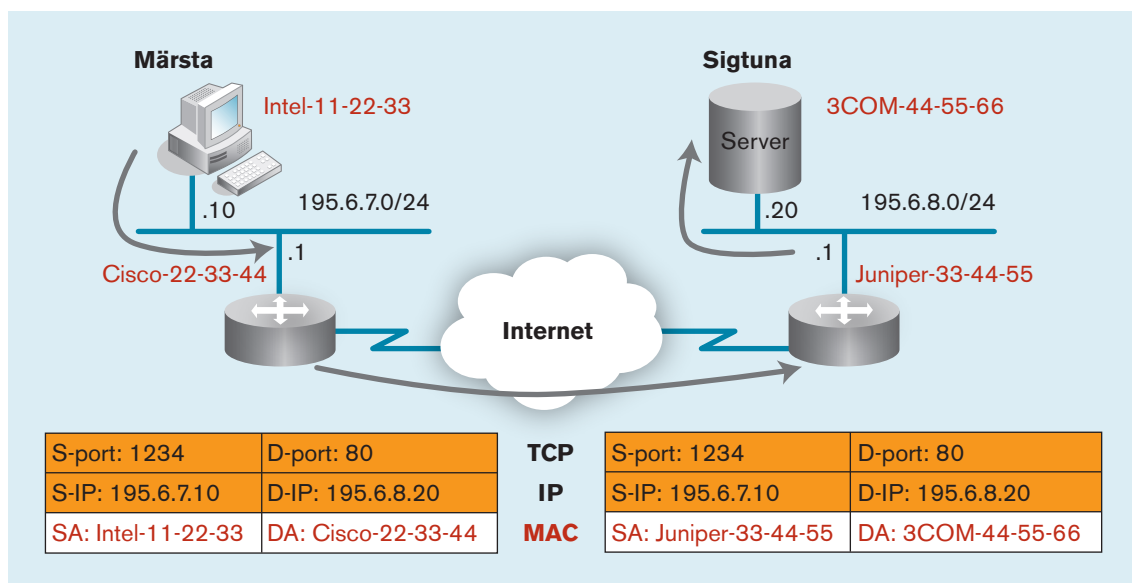 Märsta
Sigtuna
Intel-11-22-33
3COM-44-55-66
Server
.10
195.6.7.0/24
.20
195.6.8.0/24
.1
.1
Cisco-22-33-44
Juniper-33-44-55
Internet
S-port: 1234 D-port: 80 TCP S-port: 1234 D-port: 80
S-IP: 195.6.7.10 D-IP: 195.6.8.20 IP S-IP: 195.6.7.10 D-IP: 195.6.8.20
SA: Intel-11-22-33 DA: Cisco-22-33-44 MAC SA: Juniper-33-44-55 DA: 3COM-44-55-66